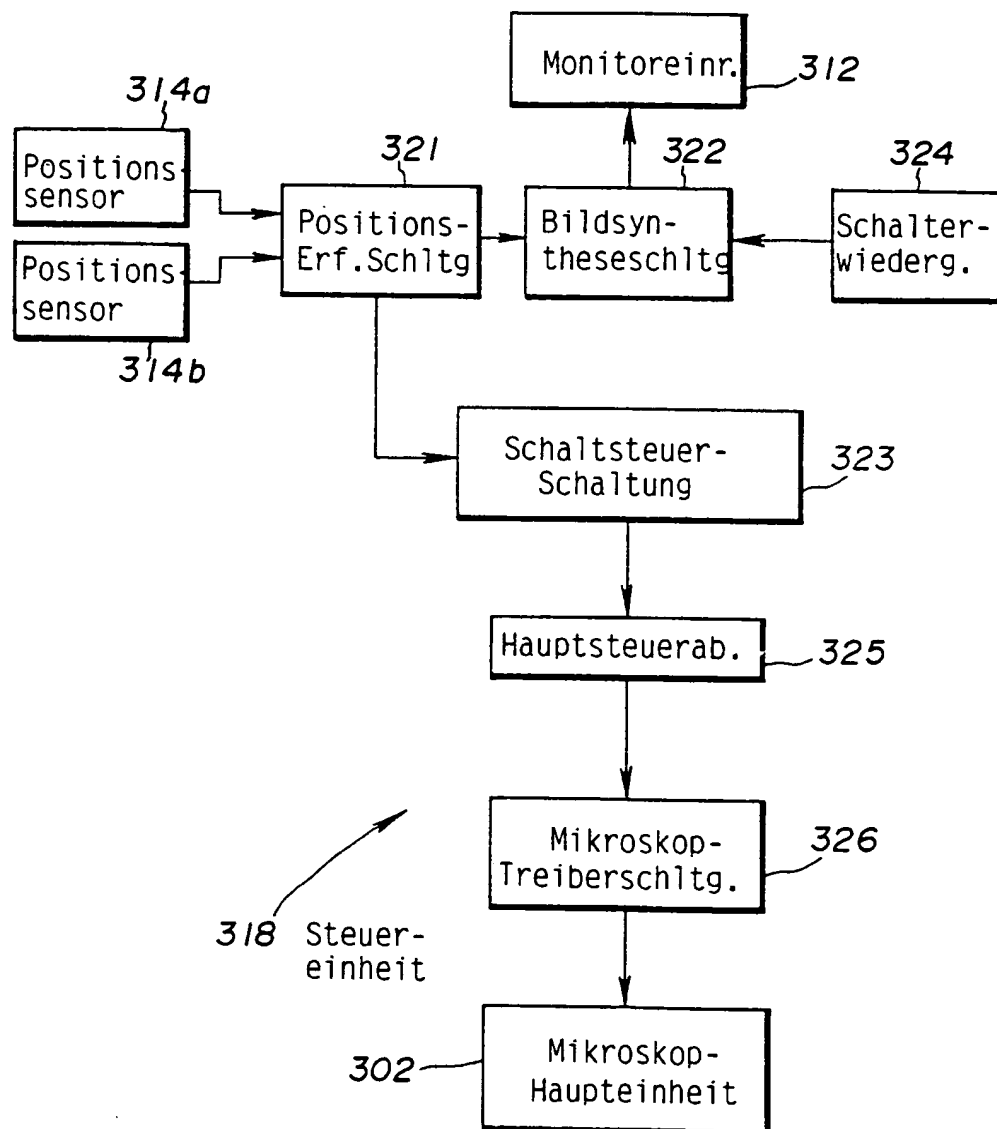 Monitoreinr.
312
314a
Positions-
sensor
321
Positions-
Erf.Schltg
322
Bildsyn-
theseschltg
324
Schalter-
wiederg.
Positions-
sensor
314b
Schaltsteuer-
Schaltung
323
Hauptsteuerab.
325
Mikroskop-
Treiberschltg.
326
318 Steuer-
einheit
302
Mikroskop-
Haupteinheit